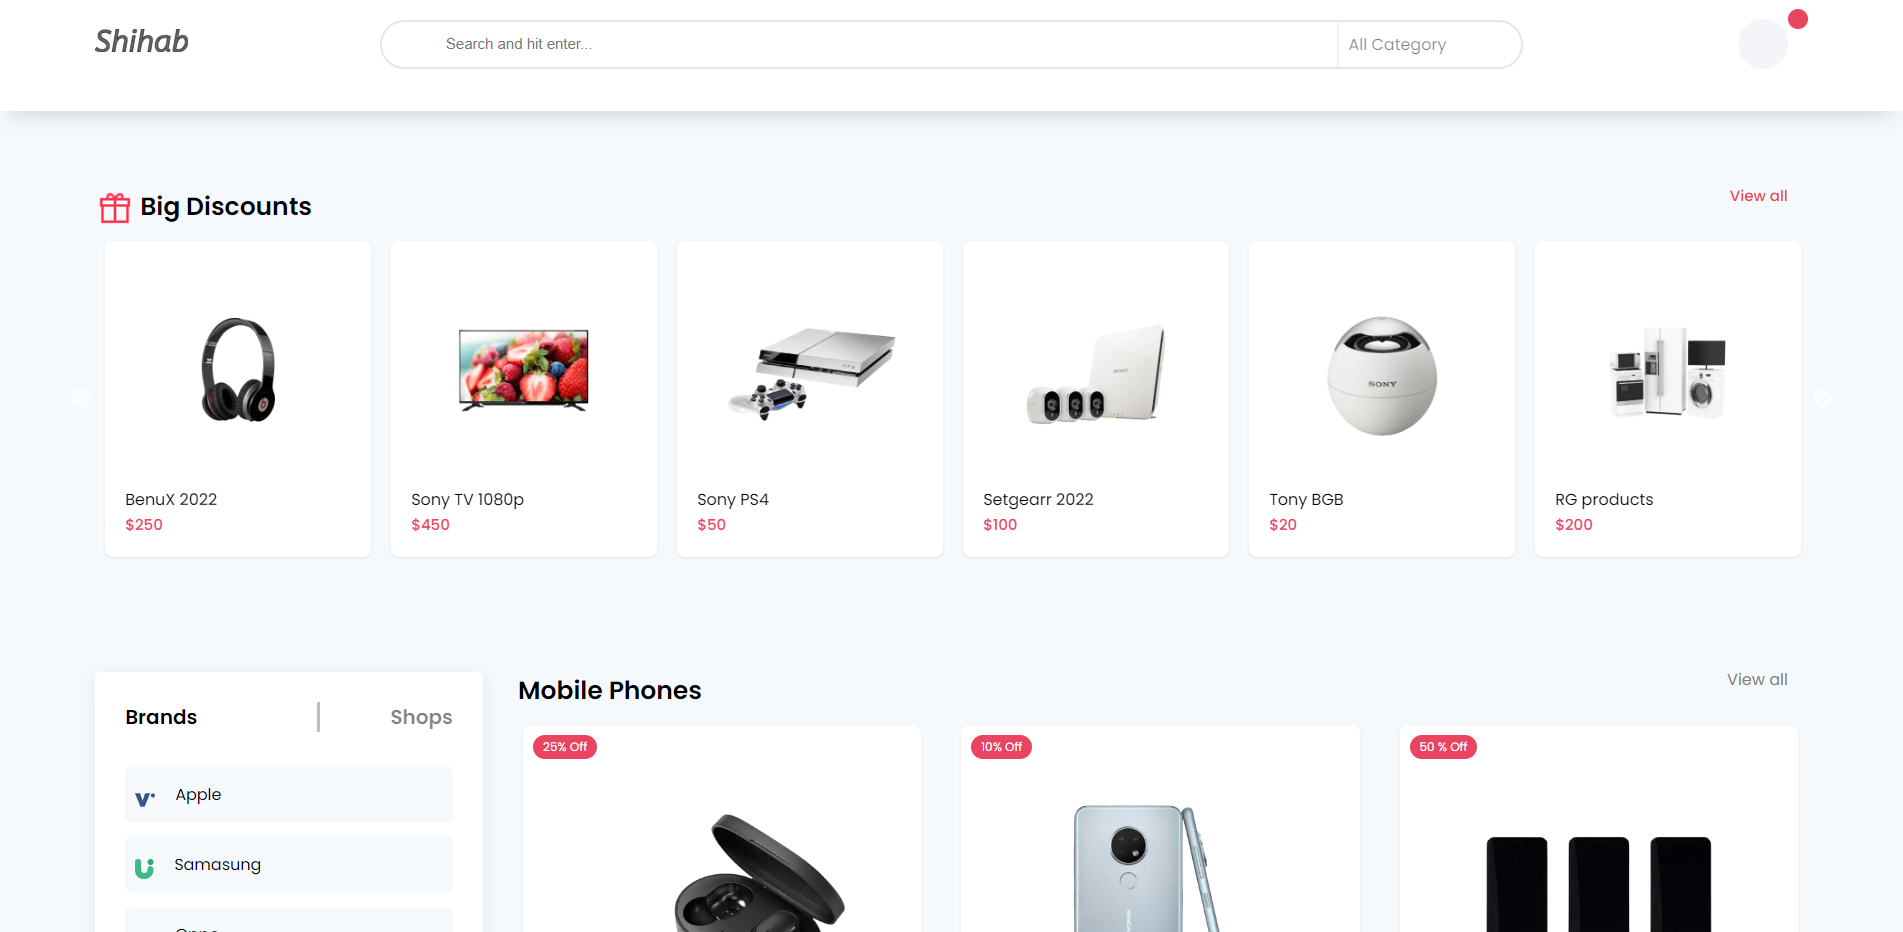 Shihab
Search and hit enter...
All Category
Big Discounts
View all
SONY
BenuX 2022
$250
Sony TV 1080p
$450
Sony PS4
$50
Setgearr 2022
$100
Tony BGB
$20
RG products
$200
Brands
Shops
Apple
Samasung
Mobile Phones
View all
25% Off
10% Off
50 % Off
NOKIA